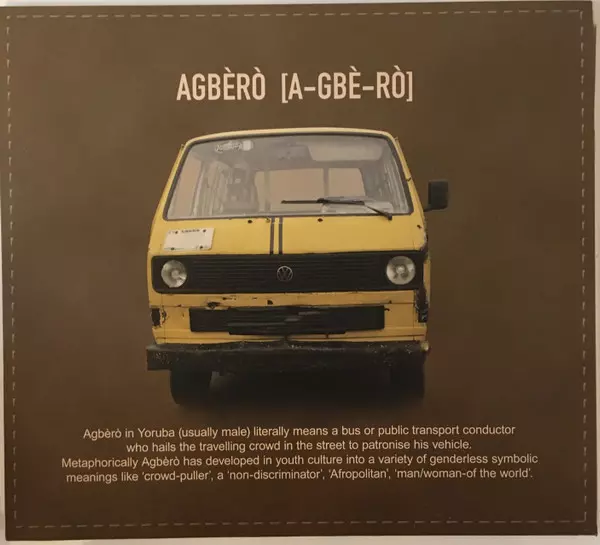 AGBÈRÒ [A-GBÈ-RÒ]
Agbèrò in Yoruba (usually male) literally means a bus or public transport conductor
who hails the travelling crowd in the street to patronise his vehicle.
Metaphorically Agbèrò has developed in youth culture into a variety of genderless symbolic
meanings like ‘crowd-puller’, a ‘non-discriminator’, ‘Afropolitan’, ‘man/woman-of the world’.